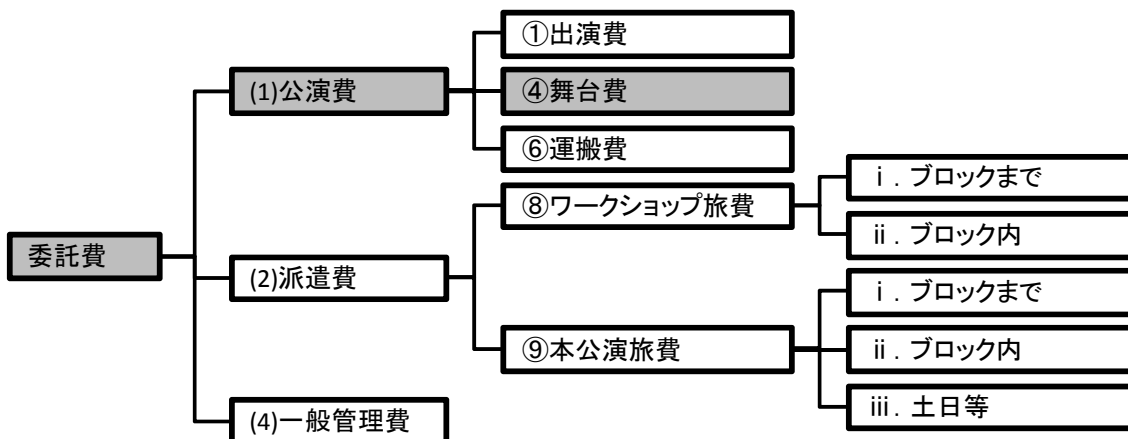 委託費
(1)公演費
①出演費
④舞台費
⑥運搬費
(2)派遣費
⑧ワークショップ旅費
ⅰ．ブロックまで
ⅱ．ブロック内
⑨本公演旅費
ⅰ．ブロックまで
ⅱ．ブロック内
ⅲ．土日等
(4)一般管理費